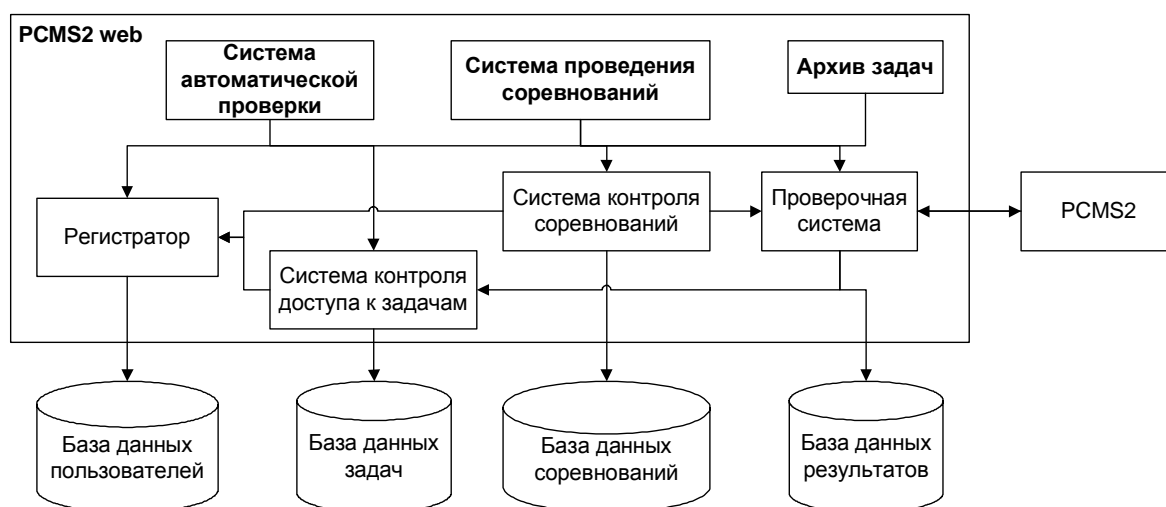 PCMS2 web
Система
автоматической
проверки
Система проведения
соревнований
Архив задач
Регистратор
Система контроля
доступа к задачам
Система контроля
соревнований
Проверочная
система
PCMS2
База данных
пользователей
База данных
задач
База данных
соревнований
База данных
результатов